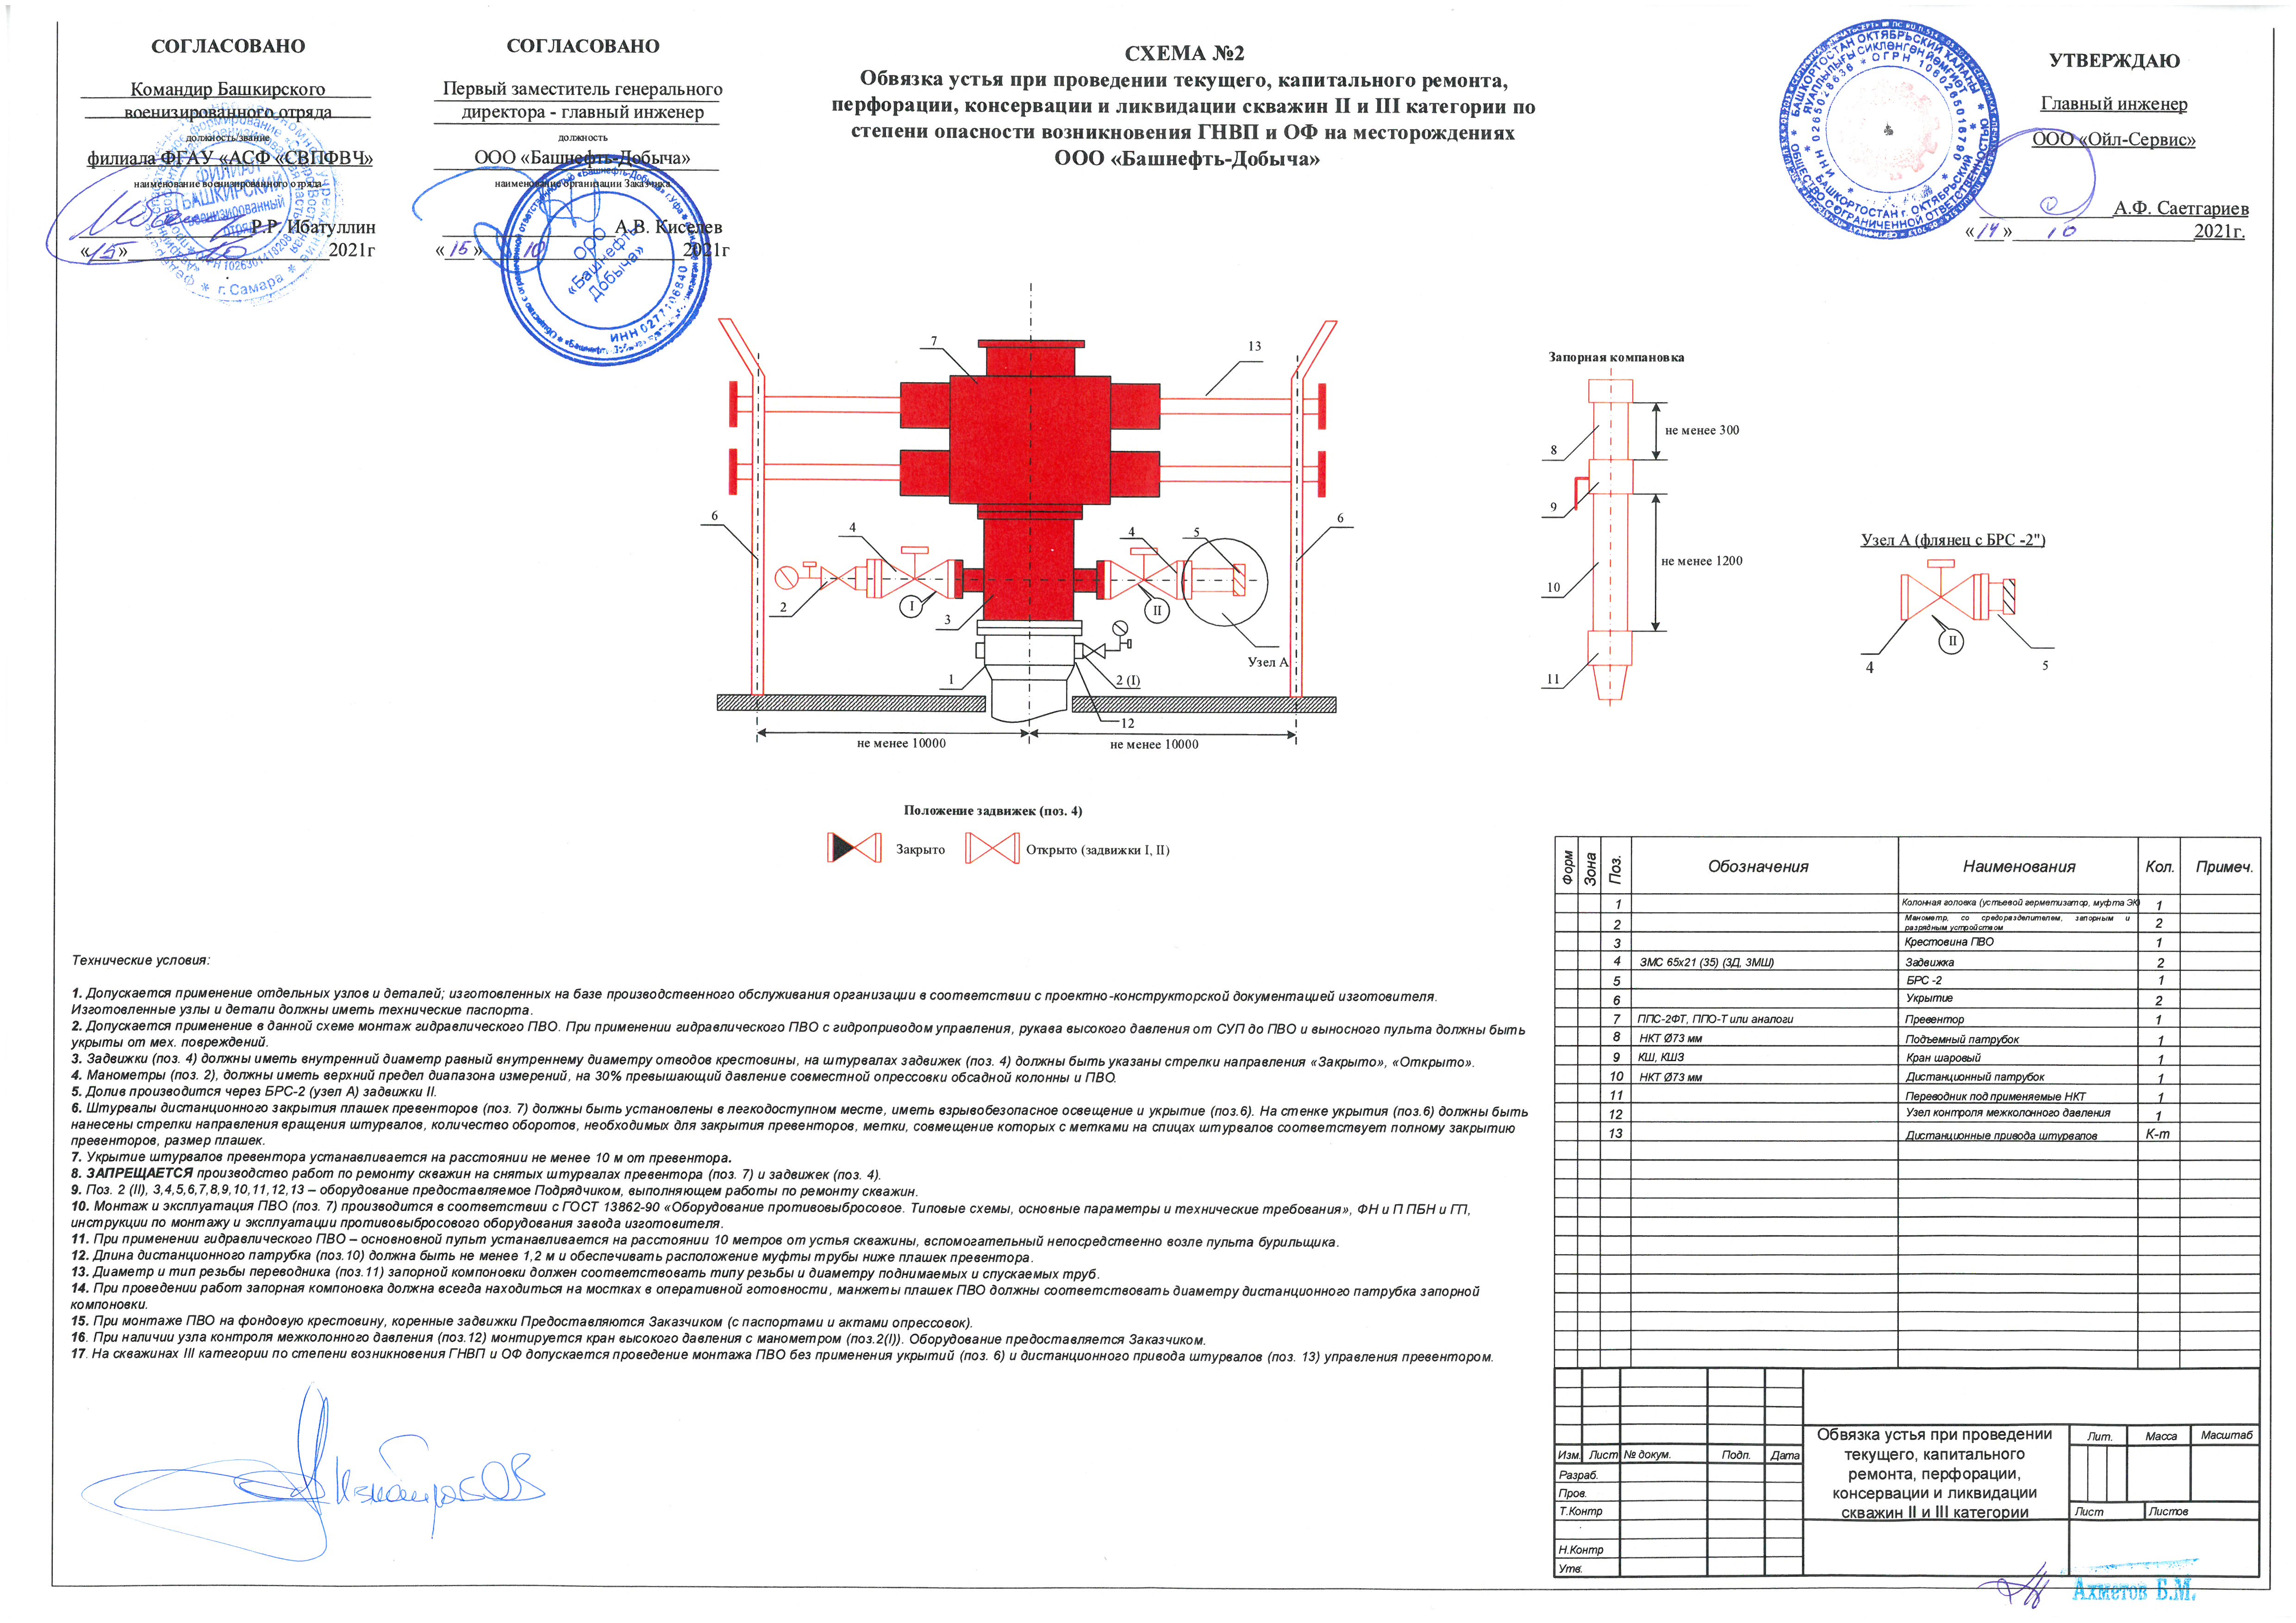 СОГЛАСОВАНО
Командир Башкирского
военизированного отряда
должность/звание
филиала ФГАУ «АСФ «СВПФВЧ»
наименование военизированного отряда
Р.Р. Ибатуллин
«15» 10 2021г
СОГЛАСОВАНО
Первый заместитель генерального
директора - главный инженер
должность
ООО «Башнефть-Добыча»
наименование организации Заказчика
А.В. Киселев
«15» 10 2021г
ООО
«Башнефть
Добыча»
ИНН 0277106840
ФИЛИАЛ
БАШКИРСКИЙ
военизированный
отряд
г. Самара
СХЕМА №2
Обвязка устья при проведении текущего, капитального ремонта,
перфорации, консервации и ликвидации скважин II и III категории по
степени опасности возникновения ГНВП и ОФ на месторождениях
ООО «Башнефть-Добыча»
УТВЕРЖДАЮ
Главный инженер
ООО «Ойл-Сервис»
А.Ф. Саетгариев
«14» 10 2021г.
БАШКОРТОСТАН ОКТЯБРЬСКИЙ КАЛАҺЫ
ОБЩЕСТВО С ОГРАНИЧЕННОЙ ОТВЕТСТВЕННОСТЬЮ
БАШКОРТОСТАН г. ОКТЯБРЬСКИЙ
7
13
6
4
4
5
6
2
I
II
3
Узел А
1
2 (I)
12
не менее 10000
не менее 10000
Запорная компановка
8
не менее 300
9
10
не менее 1200
11
Узел А (флянец с БРС -2")
II
4
5
Положение задвижек (поз. 4)
Закрыто
Открыто (задвижки I, II)
Технические условия:
1. Допускается применение отдельных узлов и деталей; изготовленных на базе производственного обслуживания организации в соответствии с проектно-конструкторской документацией изготовителя.
Изготовленные узлы и детали должны иметь технические паспорта.
2. Допускается применение в данной схеме монтаж гидравлического ПВО. При применении гидравлического ПВО с гидроприводом управления, рукава высокого давления от СУП до ПВО и выносного пульта должны быть
укрыты от мех. повреждений.
3. Задвижки (поз. 4) должны иметь внутренний диаметр равный внутреннему диаметру отводов крестовины, на штурвалах задвижек (поз. 4) должны быть указаны стрелки направления «Закрыто», «Открыто».
4. Манометры (поз. 2), должны иметь верхний предел диапазона измерений, на 30% превышающий давление совместной опрессовки обсадной колонны и ПВО.
5. Долив производится через БРС-2 (узел А) задвижки II.
6. Штурвалы дистанционного закрытия плашек превенторов (поз. 7) должны быть установлены в легкодоступном месте, иметь взрывобезопасное освещение и укрытие (поз.6). На стенке укрытия (поз.6) должны быть
нанесены стрелки направления вращения штурвалов, количество оборотов, необходимых для закрытия превенторов, метки, совмещение которых с метками на спицах штурвалов соответствует полному закрытию
превенторов, размер плашек.
7. Укрытие штурвалов превентора устанавливается на расстоянии не менее 10 м от превентора.
8. ЗАПРЕЩАЕТСЯ производство работ по ремонту скважин на снятых штурвалах превентора (поз. 7) и задвижек (поз. 4).
9. Поз. 2 (II), 3,4,5,6,7,8,9,10,11,12,13 – оборудование предоставляемое Подрядчиком, выполняющем работы по ремонту скважин.
10. Монтаж и эксплуатация ПВО (поз. 7) производится в соответствии с ГОСТ 13862-90 «Оборудование противовыбросовое. Типовые схемы, основные параметры и технические требования», ФН и П ПБН и ГП,
инструкции по монтажу и эксплуатации противовыбросового оборудования завода изготовителя.
11. При применении гидравлического ПВО – основновной пульт устанавливается на расстоянии 10 метров от устья скважины, вспомогательный непосредственно возле пульта бурильщика.
12. Длина дистанционного патрубка (поз.10) должна быть не менее 1,2 м и обеспечивать расположение муфты трубы ниже плашек превентора.
13. Диаметр и тип резьбы переводника (поз.11) запорной компоновки должен соответствовать типу резьбы и диаметру поднимаемых и спускаемых труб.
14. При проведении работ запорная компоновка должна всегда находиться на мостках в оперативной готовности, манжеты плашек ПВО должны соответствовать диаметру дистанционного патрубка запорной
компоновки.
15. При монтаже ПВО на фондовую крестовину, коренные задвижки Предоставляются Заказчиком (с паспортами и актами опрессовок).
16. При наличии узла контроля межколонного давления (поз.12) монтируется кран высокого давления с манометром (поз.2(I)). Оборудование предоставляется Заказчиком.
17. На скважинах III категории по степени возникновения ГНВП и ОФ допускается проведение монтажа ПВО без применения укрытий (поз. 6) и дистанционного привода штурвалов (поз. 13) управления превентором.
Форм Зона Поз. Обозначения Наименования Кол. Примеч.
1 Колонная головка (устьевой герметизатор, муфта ЭК) 1
2 Манометр, со средоразделителем, запорным и
разрядным устройством 2
3 Крестовина ПВО 1
4 ЗМС 65х21 (35) (ЗД, ЗМШ) Задвижка 2
5 БРС -2 1
6 Укрытие 2
7 ППС-2ФТ, ППО-Т или аналоги Превентор 1
8 НКТ Ø73 мм Подъемный патрубок 1
9 КШ, КШЗ Кран шаровый 1
10 НКТ Ø73 мм Дистанционный патрубок 1
11 Переводник под применяемые НКТ 1
12 Узел контроля межколонного давления 1
13 Дистанционные привода штурвалов К-т
Изм. Лист № докум. Подп. Дата
Разраб.
Пров.
Т.Контр
Н.Контр
Утв.
Обвязка устья при проведении
текущего, капитального
ремонта, перфорации,
консервации и ликвидации
скважин II и III категории
Лит. Масса Масштаб
Лист Листов
Ахметов Б.М.